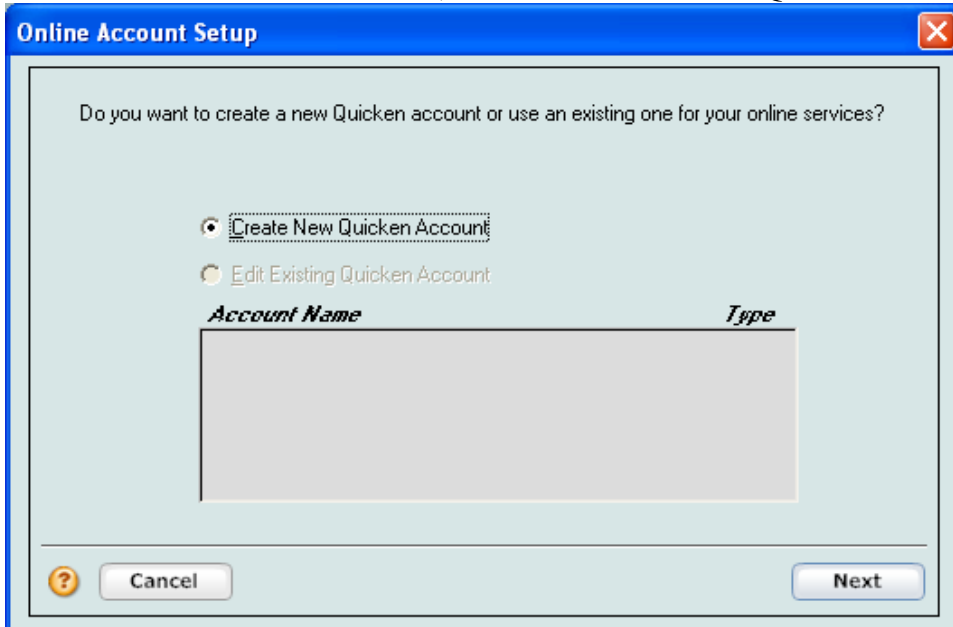 Online Account Setup
Do you want to create a new Quicken account or use an existing one for your online services?
Create New Quicken Account
Edit Existing Quicken Account
Account Name Type
? Cancel Next